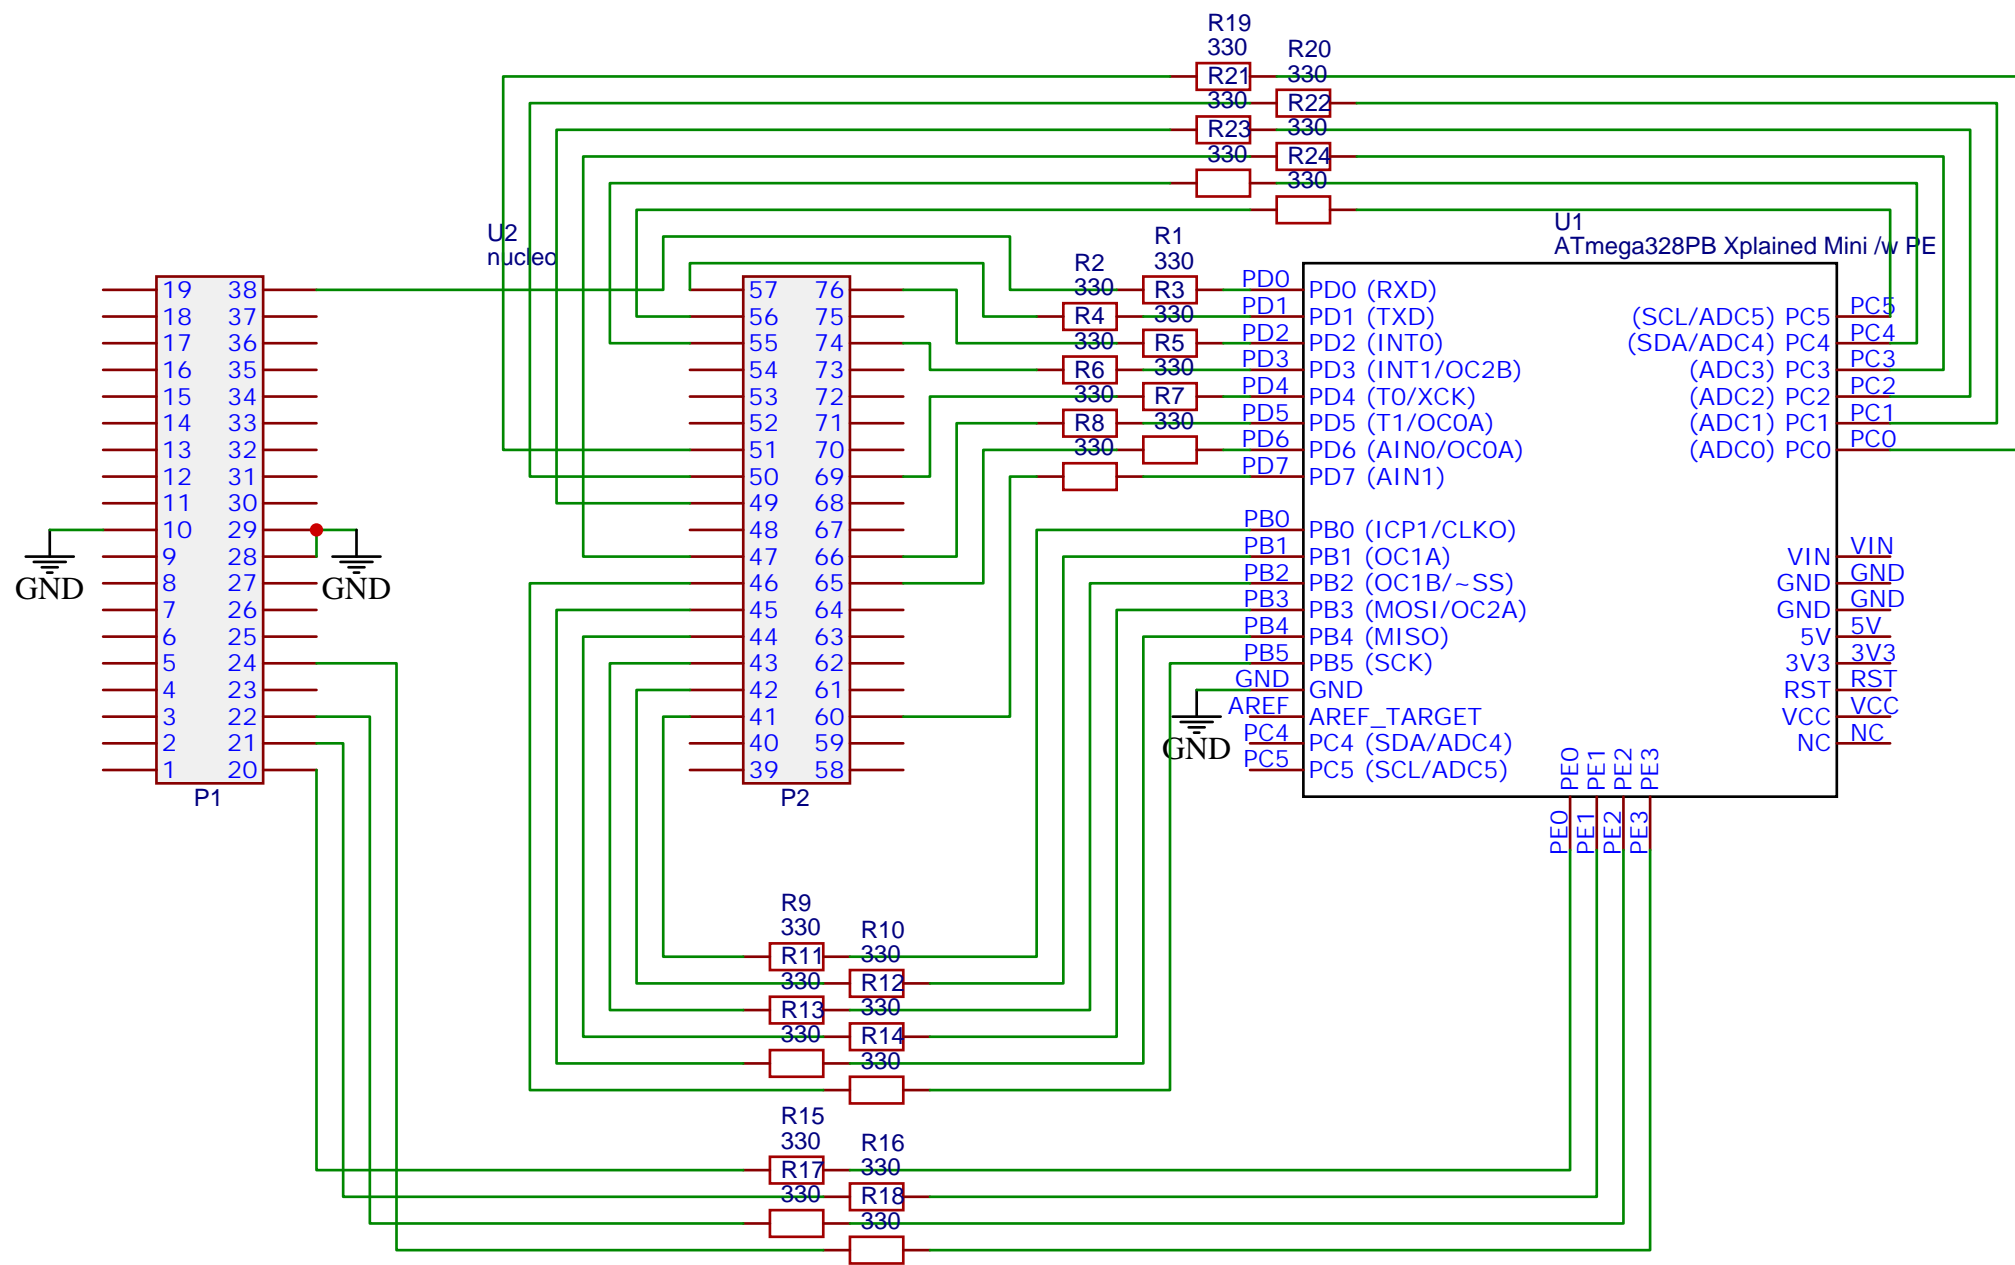 R19
330
R20
330
R21
330
R22
330
R23
330
R24
330
U2
nucleo
U1
ATmega328PB Xplained Mini /w PE
R1
330
R2
330
R3
330
R4
330
R5
330
R6
330
R7
330
R8
330
19 38
18 37
17 36
16 35
15 34
14 33
13 32
12 31
11 30
10 29
9 28
8 27
7 26
6 25
5 24
4 23
3 22
2 21
1 20
P1
GND
GND
57 76
56 75
55 74
54 73
53 72
52 71
51 70
50 69
49 68
48 67
47 66
46 65
45 64
44 63
43 62
42 61
41 60
40 59
39 58
P2
PD0 PD0 (RXD)
PD1 PD1 (TXD)
PD2 PD2 (INT0)
PD3 PD3 (INT1/OC2B)
PD4 PD4 (T0/XCK)
PD5 PD5 (T1/OC0A)
PD6 PD6 (AIN0/OC0A)
PD7 PD7 (AIN1)
PB0 PB0 (ICP1/CLKO)
PB1 PB1 (OC1A)
PB2 PB2 (OC1B/~SS)
PB3 PB3 (MOSI/OC2A)
PB4 PB4 (MISO)
PB5 PB5 (SCK)
GND GND
AREF AREF_TARGET
PC4 PC4 (SDA/ADC4)
PC5 PC5 (SCL/ADC5)
GND
(SCL/ADC5) PC5 PC5
(SDA/ADC4) PC4 PC4
(ADC3) PC3 PC3
(ADC2) PC2 PC2
(ADC1) PC1 PC1
(ADC0) PC0 PC0
VIN VIN
GND GND
GND GND
5V 5V
3V3 3V3
RST RST
VCC VCC
NC NC
PE0 PE1 PE2 PE3
PE0 PE1 PE2 PE3
R9
330
R10
330
R11
330
R12
330
R13
330
R14
330
R15
330
R16
330
R17
330
R18
330